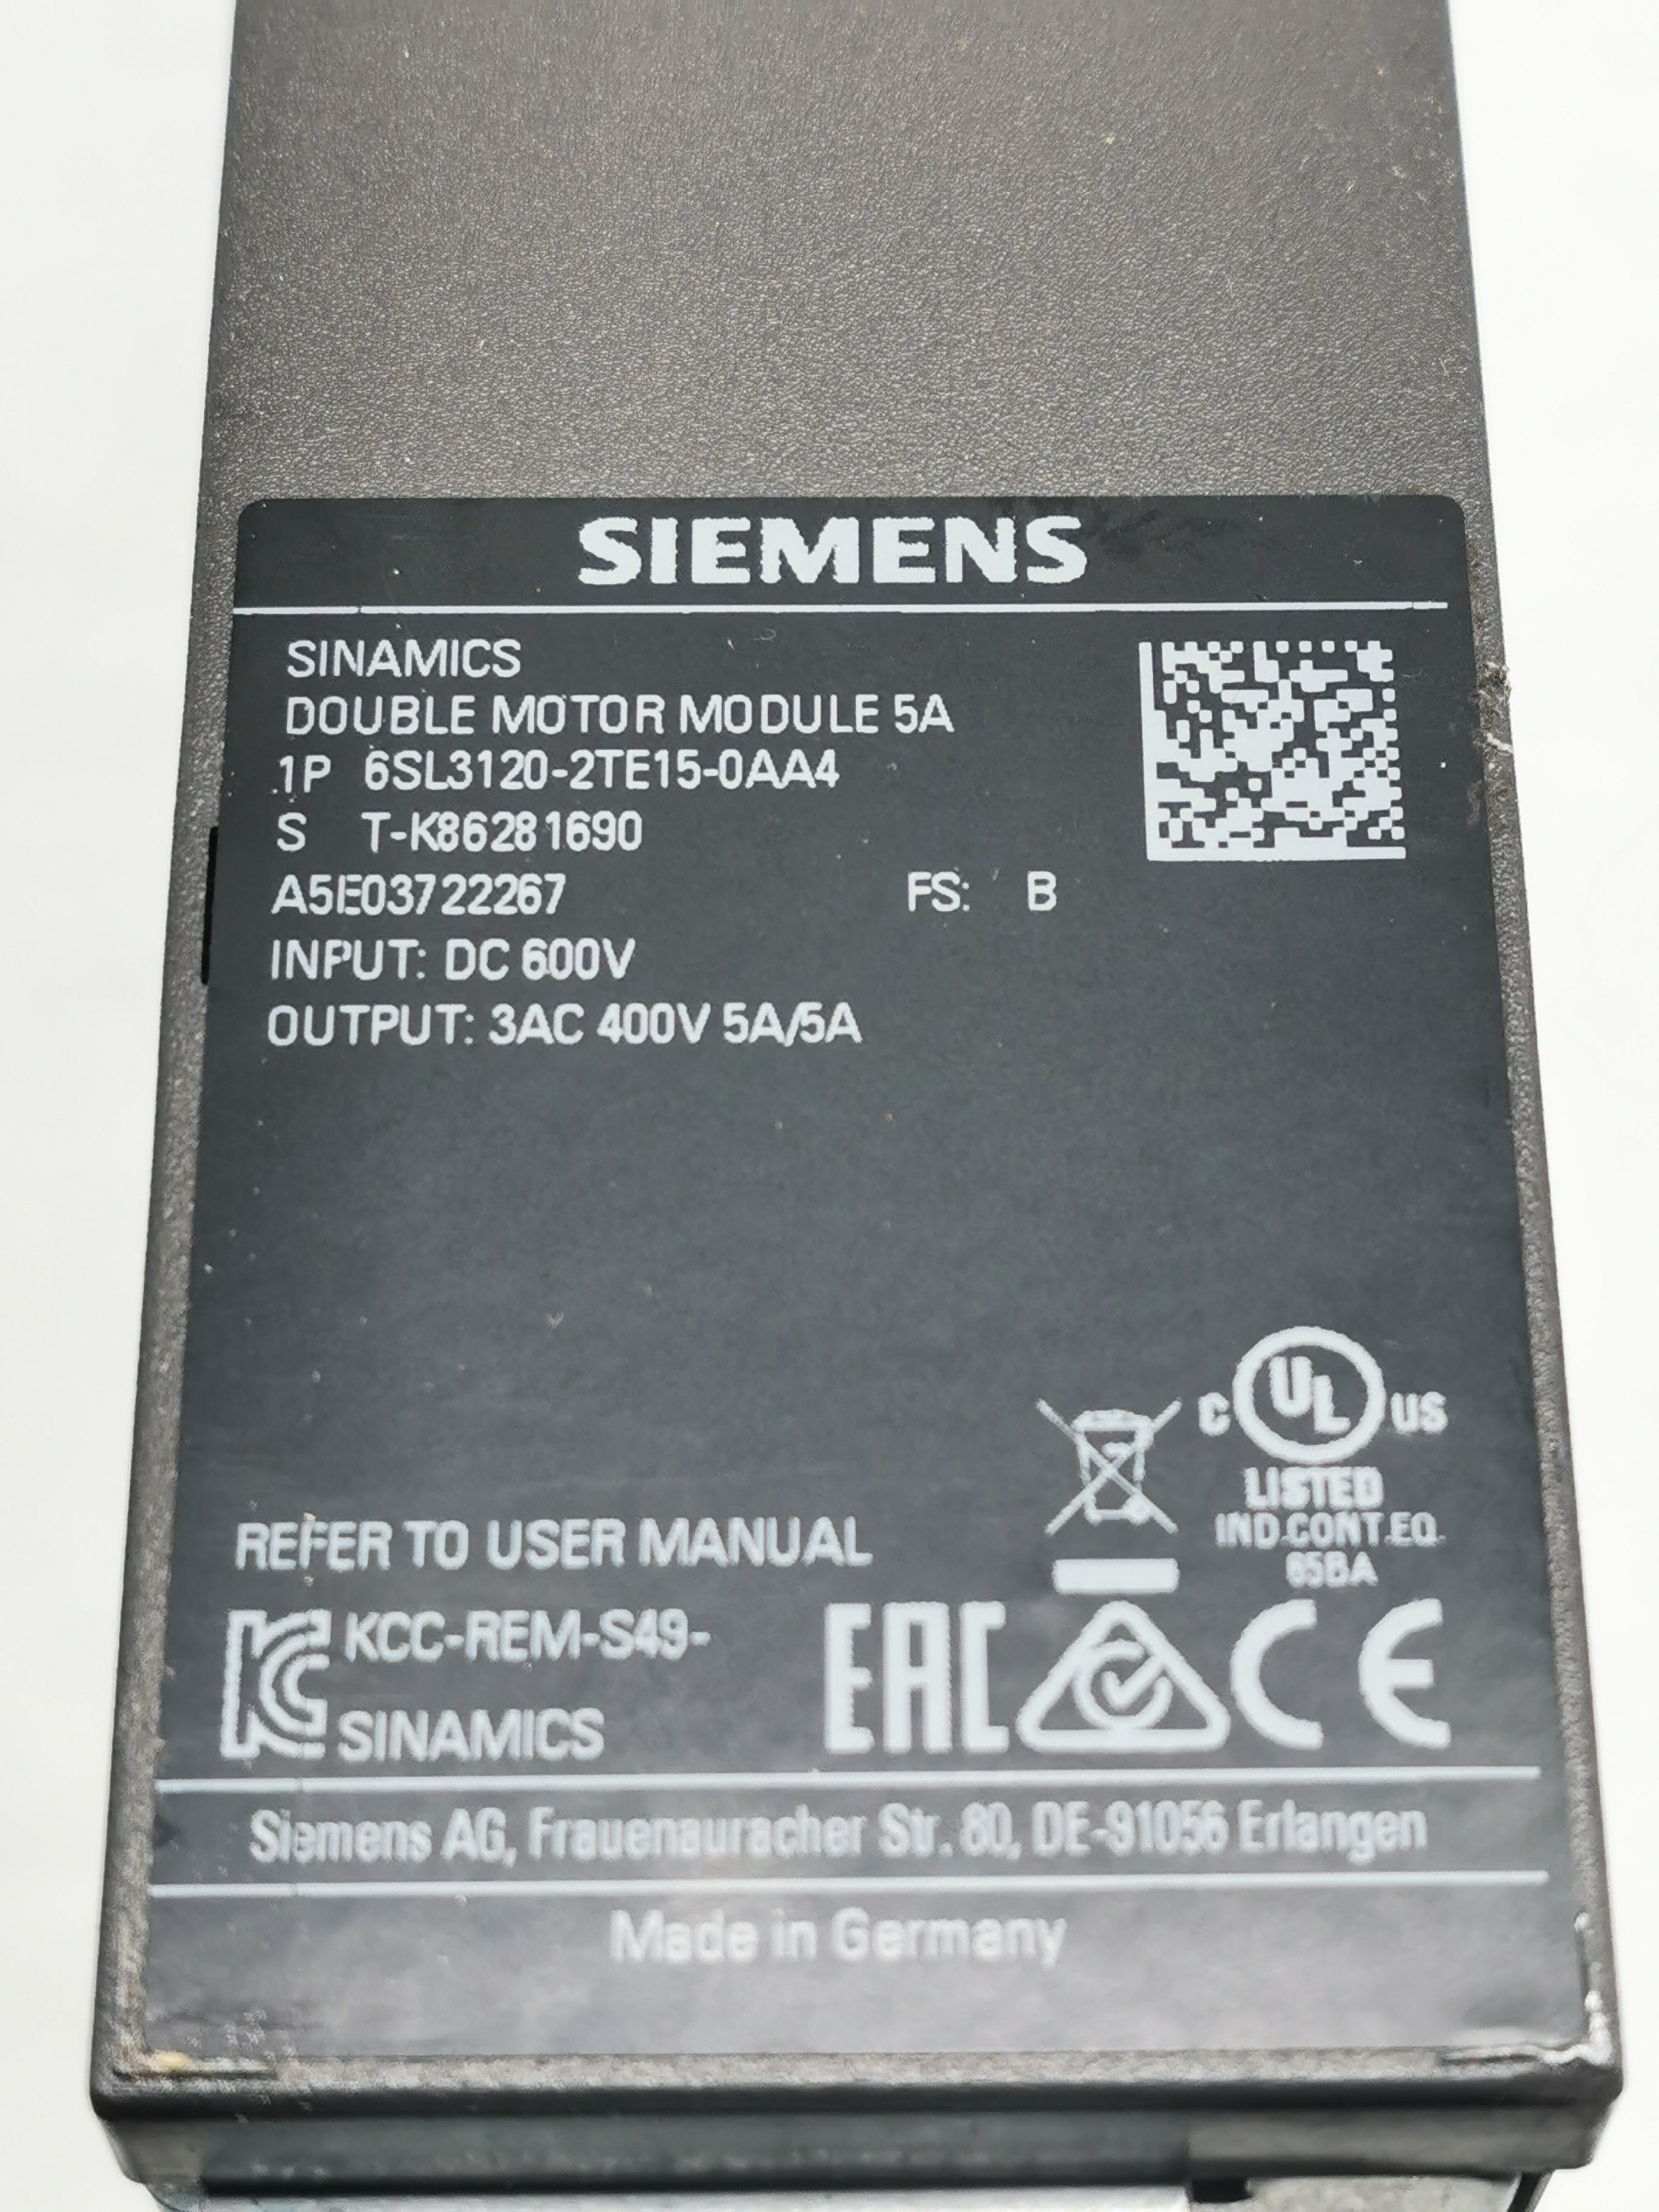 SIEMENS
SINAMICS
DOUBLE MOTOR MODULE 5A
1P 6SL3120-2TE15-0AA4
S T-K86281690
A5E03722267 FS: B
INPUT: DC 600V
OUTPUT: 3AC 400V 5A/5A
C UL US
LISTED
IND.CONT.EQ.
65BA
REFER TO USER MANUAL
KCC-REM-S49-
SINAMICS
EAC CE
Siemens AG, Frauenauracher Str. 80, DE-91056 Erlangen
Made in Germany